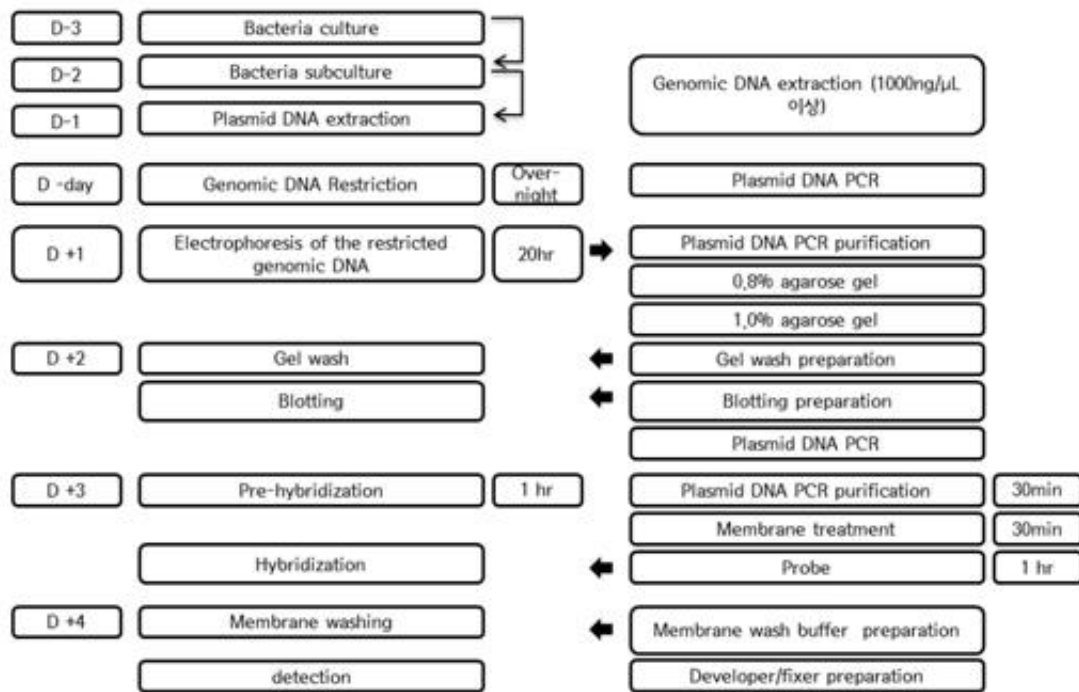 D-3
Bacteria culture
D-2
Bacteria subculture
Genomic DNA extraction (1000ng/µL
이상)
D-1
Plasmid DNA extraction
D -day
Genomic DNA Restriction
Over-
night
Plasmid DNA PCR
D +1
Electrophoresis of the restricted
genomic DNA
20hr
Plasmid DNA PCR purification
0,8% agarose gel
1,0% agarose gel
D +2
Gel wash
Gel wash preparation
Blotting
Blotting preparation
Plasmid DNA PCR
D +3
Pre-hybridization
1 hr
Plasmid DNA PCR purification
30min
Membrane treatment
30min
Hybridization
Probe
1 hr
D +4
Membrane washing
Membrane wash buffer preparation
detection
Developer/fixer preparation